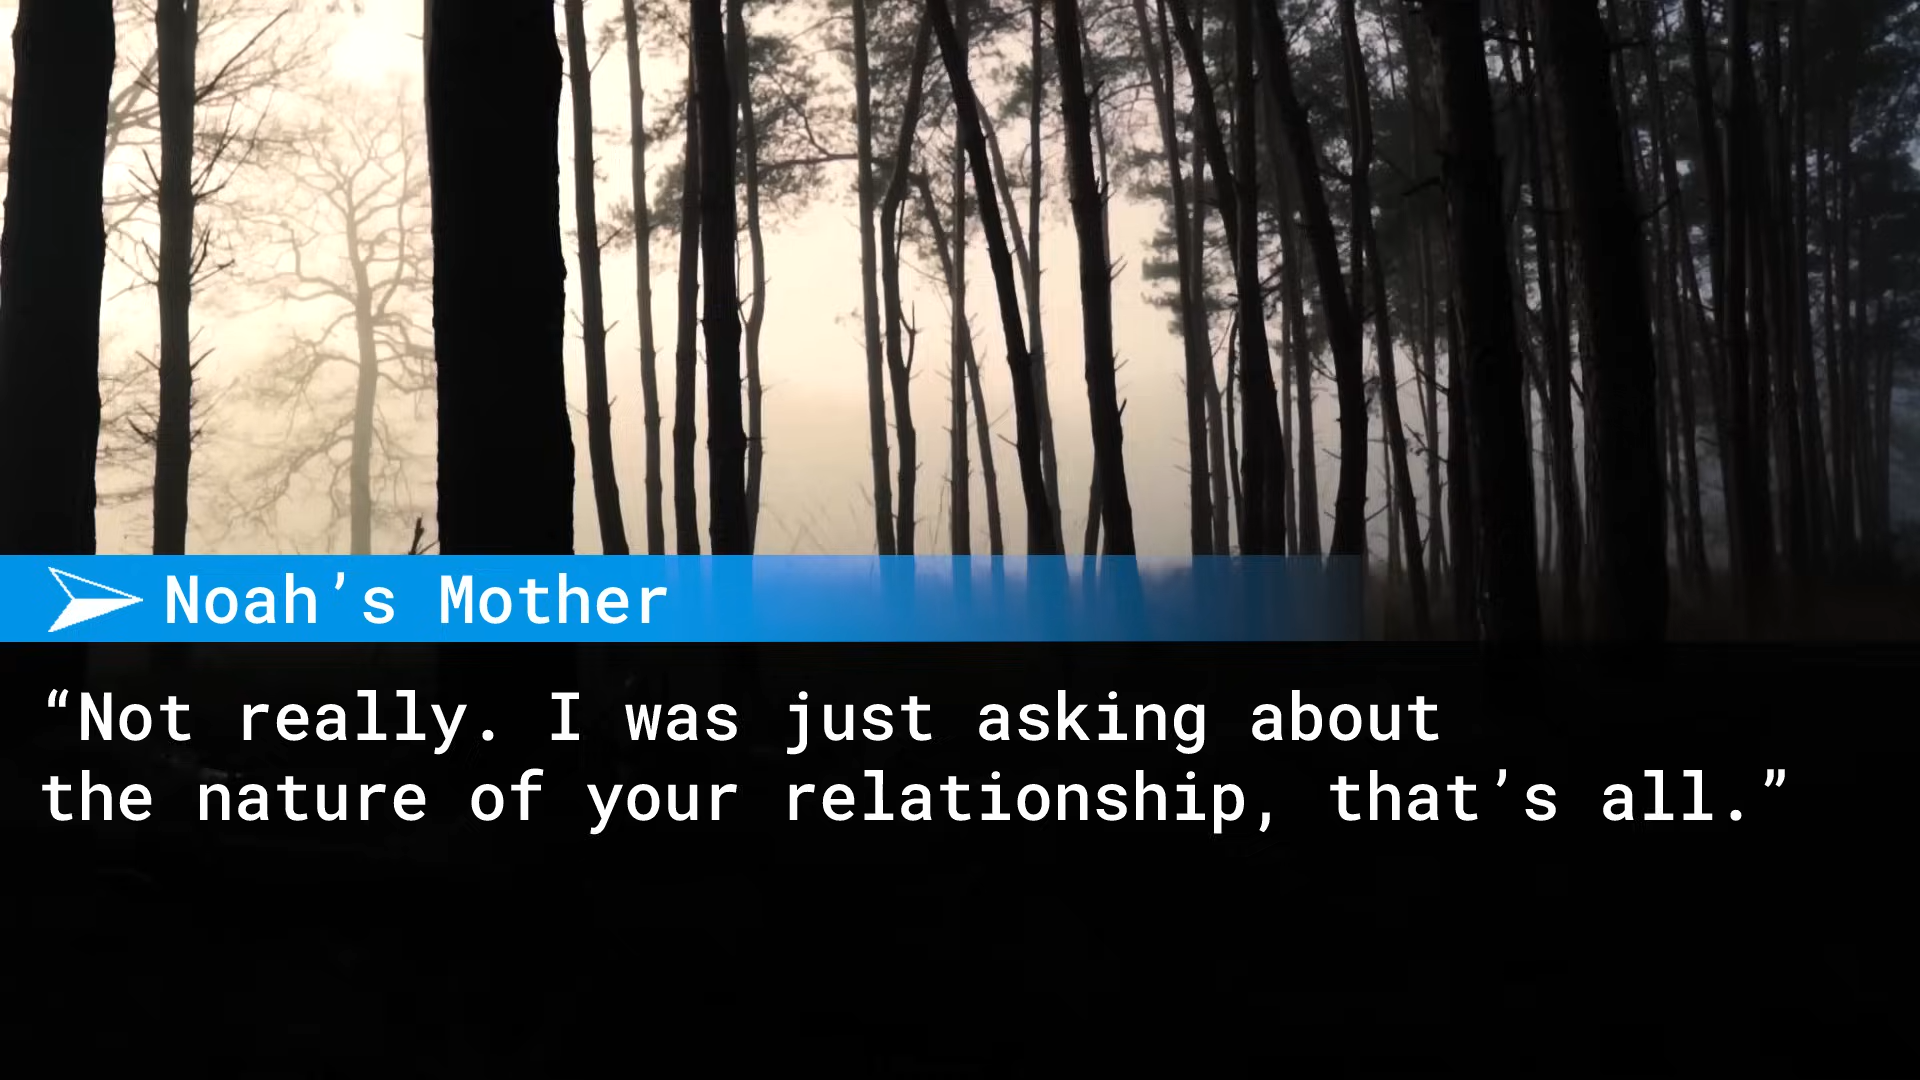 Noah’s Mother
“Not really. I was just asking about
the nature of your relationship, that’s all.”